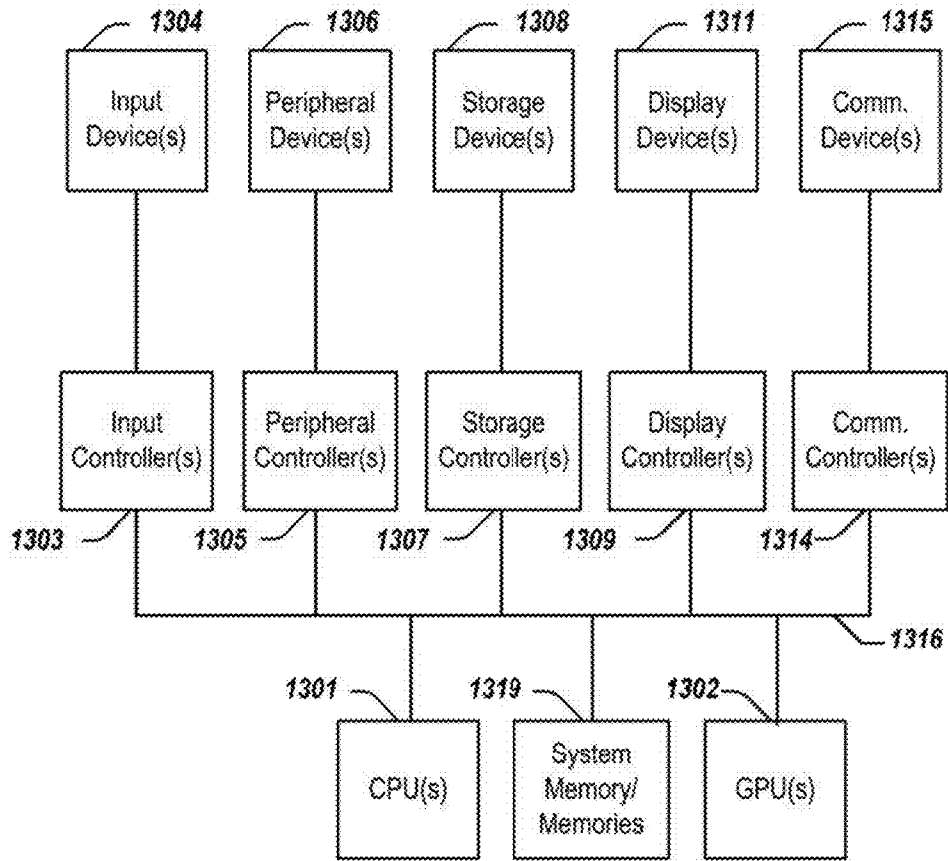 1304
1306
1308
1311
1315
Input
Device(s)
Peripheral
Device(s)
Storage
Device(s)
Display
Device(s)
Comm.
Device(s)
Input
Controller(s)
Peripheral
Controller(s)
Storage
Controller(s)
Display
Controller(s)
Comm.
Controller(s)
1303
1305
1307
1309
1314
1316
1301
1319
1302
CPU(s)
System
Memory/
Memories
GPU(s)